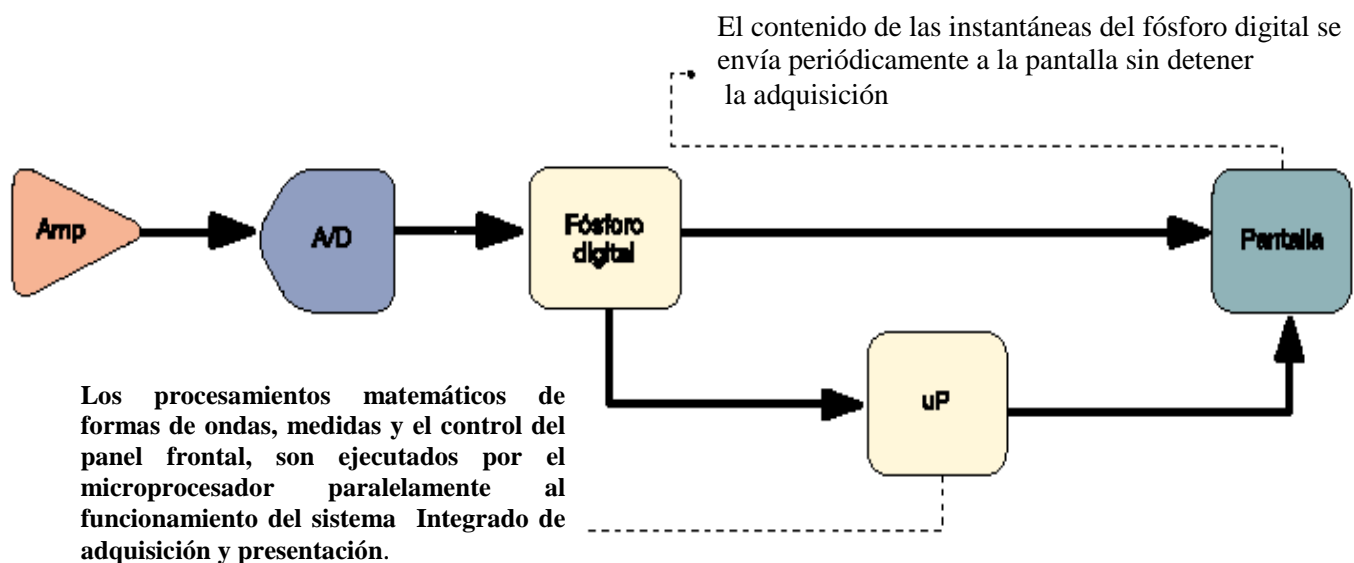 El contenido de las instantáneas del fósforo digital se
envía periódicamente a la pantalla sin detener
la adquisición
Amp
A/D
Fósforo
digital
Pantalla
uP
Los procesamientos matemáticos de
formas de ondas, medidas y el control del
panel frontal, son ejecutados por el
microprocesador paralelamente al
funcionamiento del sistema Integrado de
adquisición y presentación.